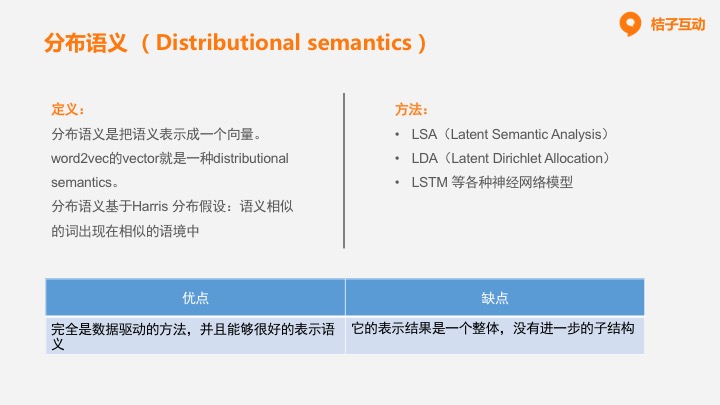 分布语义（Distributional semantics）
桔子互动
定义：
分布语义是把语义表示成一个向量。
word2vec的vector就是一种distributional
semantics。
分布语义基于Harris 分布假设：语义相似
的词出现在相似的语境中
方法：
• LSA（Latent Semantic Analysis）
• LDA（Latent Dirichlet Allocation）
• LSTM 等各种神经网络模型
优点
缺点
完全是数据驱动的方法，并且能够很好的表示语
义
它的表示结果是一个整体，没有进一步的子结构